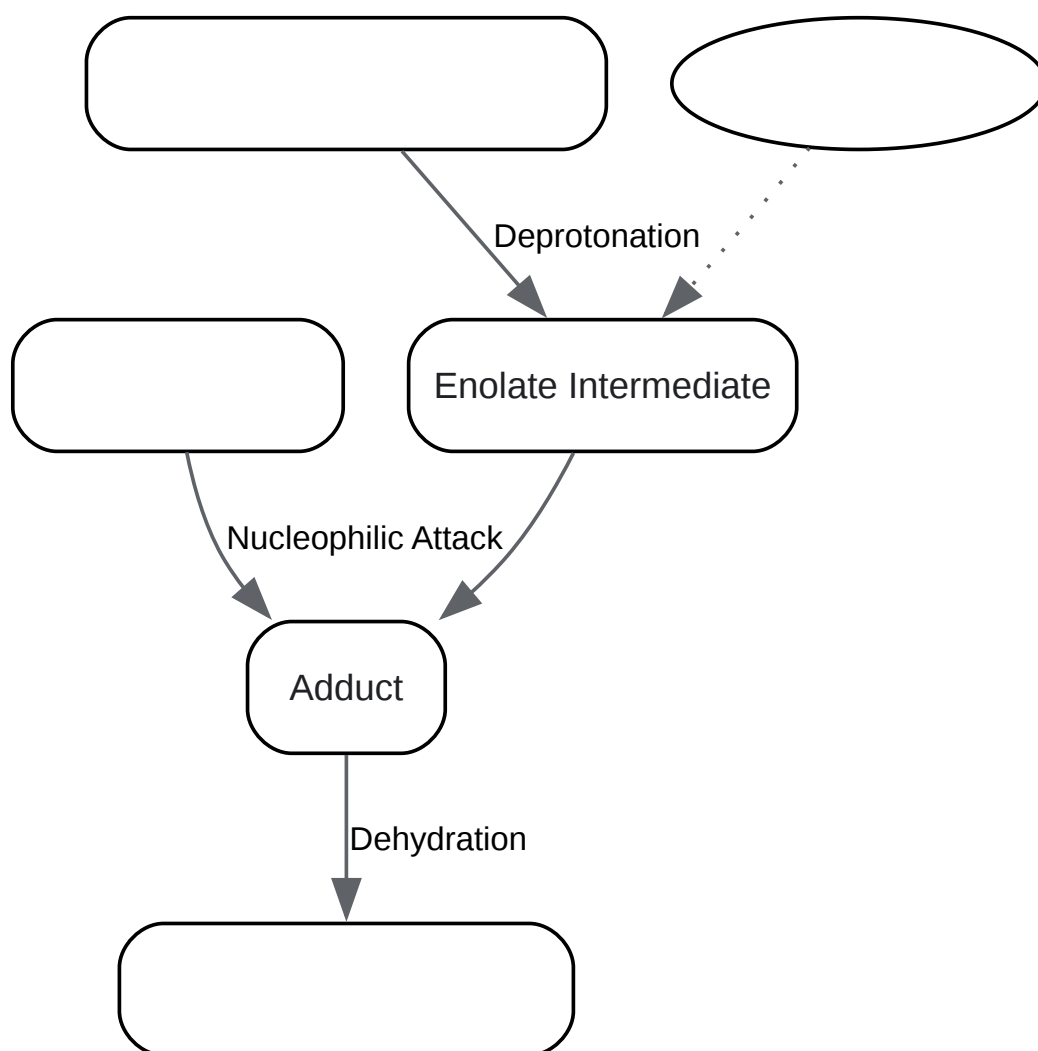 Deprotonation
Enolate Intermediate
Nucleophilic Attack
Adduct
Dehydration